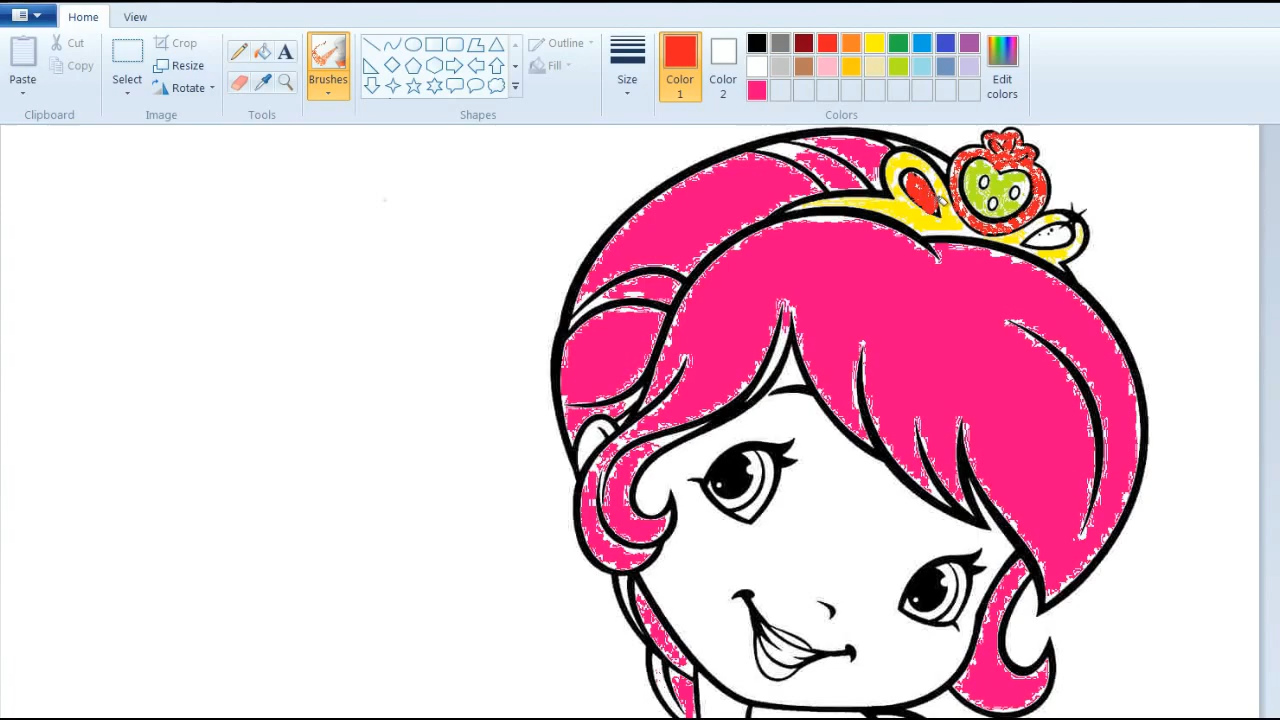 Home View
Paste
Cut
Copy
Clipboard
Select
Crop
Resize
Rotate
Image
A
Tools
Brushes
Outline
Fill
Shapes
Size
Color 1
Color 2
Edit colors
Colors